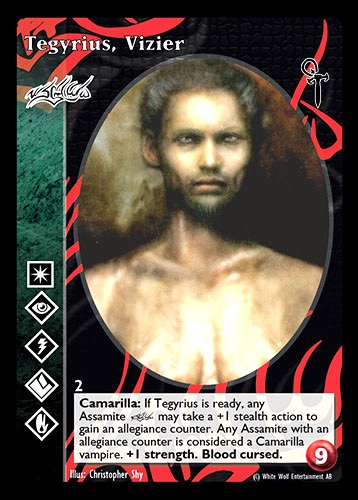 Tegyrius, Vizier
2
Camarilla: If Tegyrius is ready, any
Assamite may take a +1 stealth action to
gain an allegiance counter. Any Assamite with an
allegiance counter is considered a Camarilla
vampire. +1 strength. Blood cursed.
9
Illus: Christopher Shy
(C) White Wolf Entertainment AB